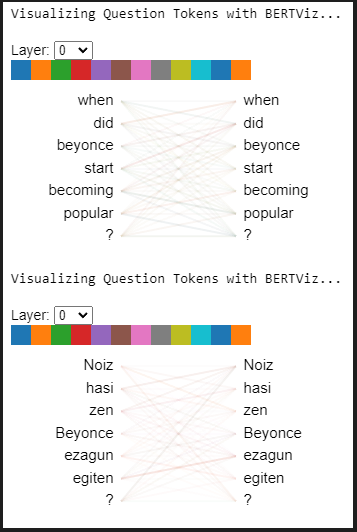 Visualizing Question Tokens with BERTViz...
Layer: 0
when when
did did
beyonce beyonce
start start
becoming becoming
popular popular
? ?
Visualizing Question Tokens with BERTViz...
Layer: 0
Noiz Noiz
hasi hasi
zen zen
Beyonce Beyonce
ezagun ezagun
egiten egiten
? ?